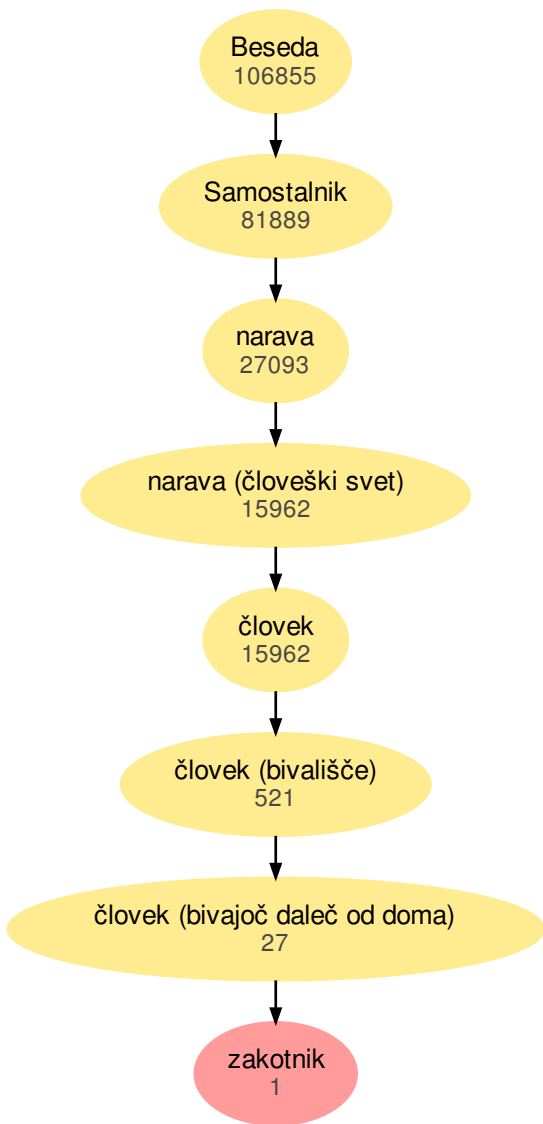 Beseda
106855
Samostalnik
81889
narava
27093
narava (človeški svet)
15962
človek
15962
človek (bivališče)
521
človek (bivajoč daleč od doma)
27
zakotnik
1